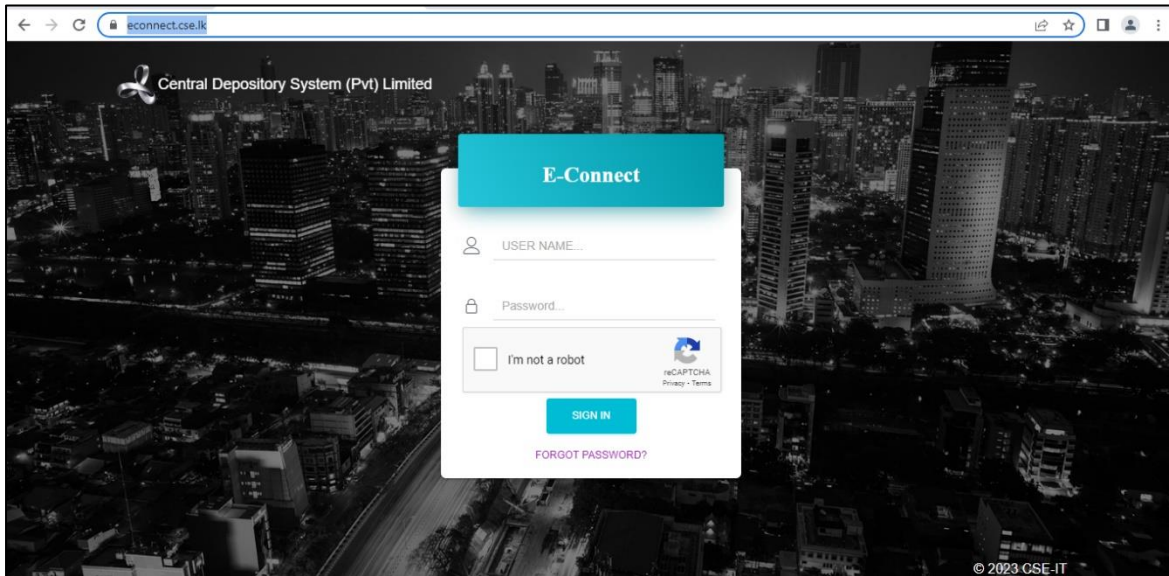 econnect.cse.lk
Central Depository System (Pvt) Limited
E-Connect
USER NAME...
Password...
I'm not a robot
reCAPTCHA
Privacy - Terms
SIGN IN
FORGOT PASSWORD?
© 2023 CSE-IT